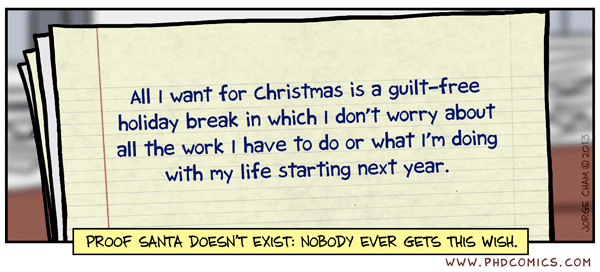 All I want for Christmas is a guilt-free
holiday break in which I don't worry about
all the work I have to do or what I'm doing
with my life starting next year.
JORGE CHAM © 2013
PROOF SANTA DOESN'T EXIST: NOBODY EVER GETS THIS WISH.
WWW.PHDCOMICS.COM